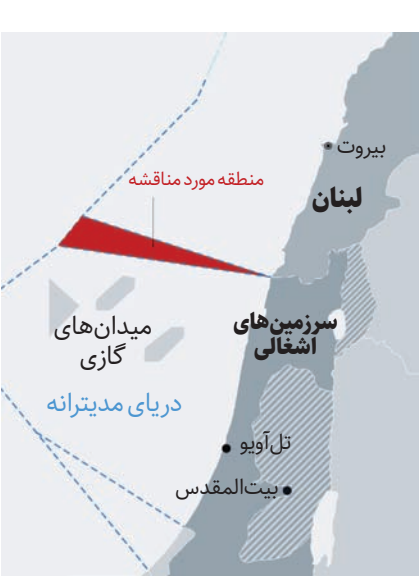 بیروت
منطقه مورد مناقشه
لبنان
سرزمین‌های
اشغالی
میدان‌های
گازی
دریای مدیترانه
تل‌آویو
بیت‌المقدس